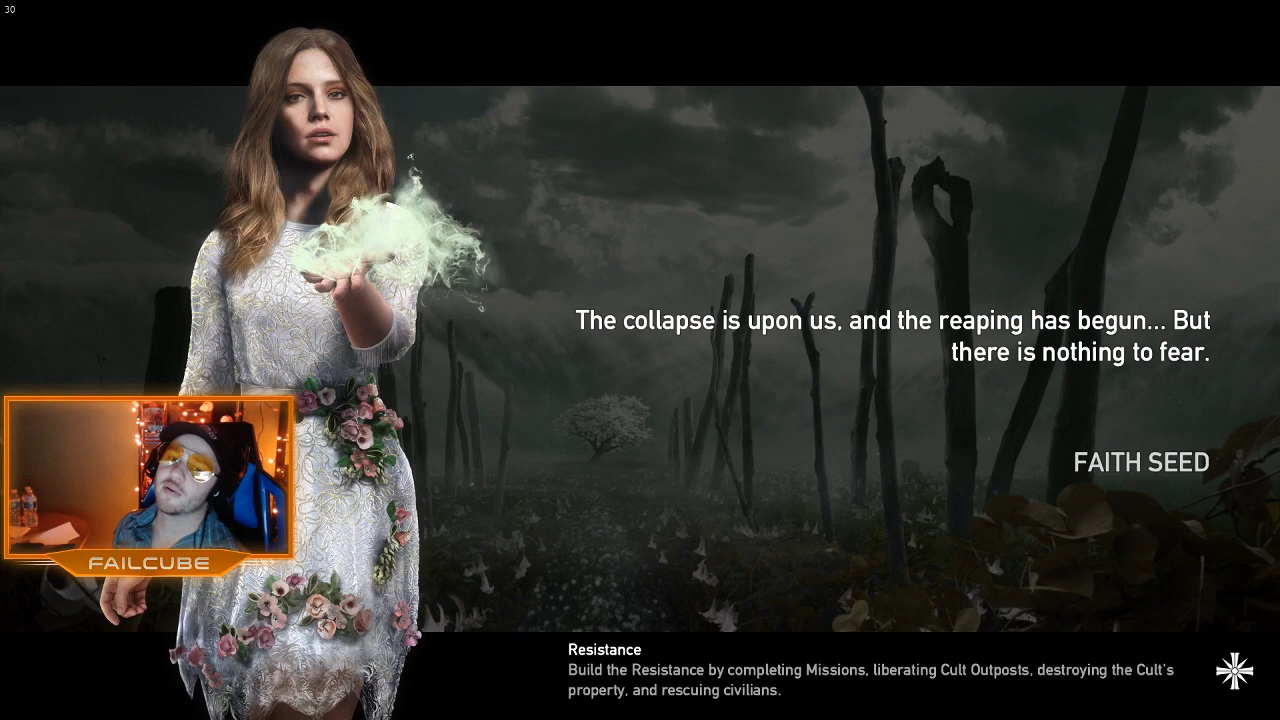 30
The collapse is upon us, and the reaping has begun... But
there is nothing to fear.
FAITH SEED
FAILCUBE
Resistance
Build the Resistance by completing Missions, liberating Cult Outposts, destroying the Cult's
property, and rescuing civilians.